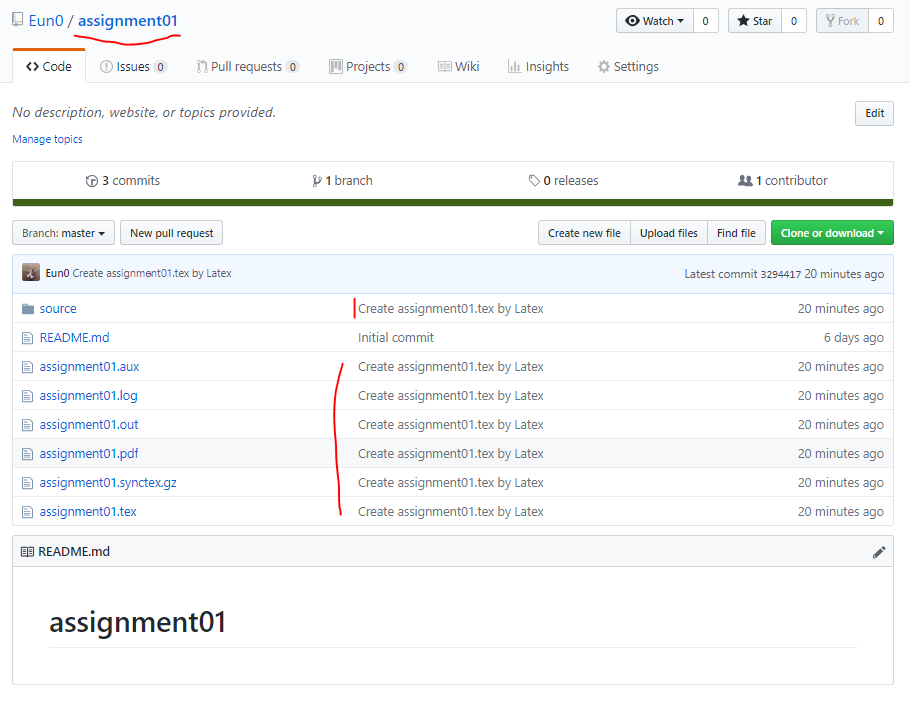 Eun0 / assignment01 Watch 0 Star 0 Fork 0
Code Issues 0 Pull requests 0 Projects 0 Wiki Insights Settings
No description, website, or topics provided. Edit
Manage topics
3 commits 1 branch 0 releases 1 contributor
Branch: master New pull request Create new file Upload files Find file Clone or download
Eun0 Create assignment01.tex by Latex Latest commit 3294417 20 minutes ago
source Create assignment01.tex by Latex 20 minutes ago
README.md Initial commit 6 days ago
assignment01.aux Create assignment01.tex by Latex 20 minutes ago
assignment01.log Create assignment01.tex by Latex 20 minutes ago
assignment01.out Create assignment01.tex by Latex 20 minutes ago
assignment01.pdf Create assignment01.tex by Latex 20 minutes ago
assignment01.synctex.gz Create assignment01.tex by Latex 20 minutes ago
assignment01.tex Create assignment01.tex by Latex 20 minutes ago
README.md
assignment01